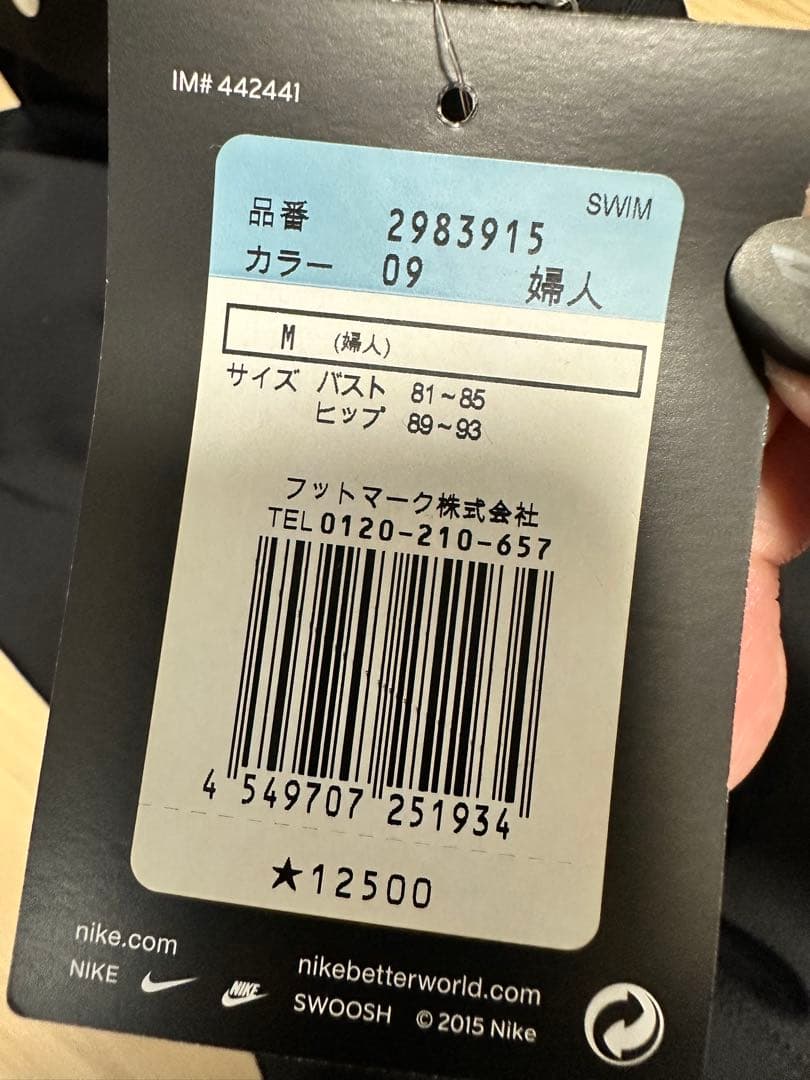 IM# 442441
SWIM
品番 2983915
カラー 09 婦人
M (婦人)
サイズ バスト 81~85
ヒップ 89~93
フットマーク株式会社
TEL 0120-210-657
4 549707 251934
★12500
nike.com
nikebetterworld.com
NIKE NIKE SWOOSH © 2015 Nike